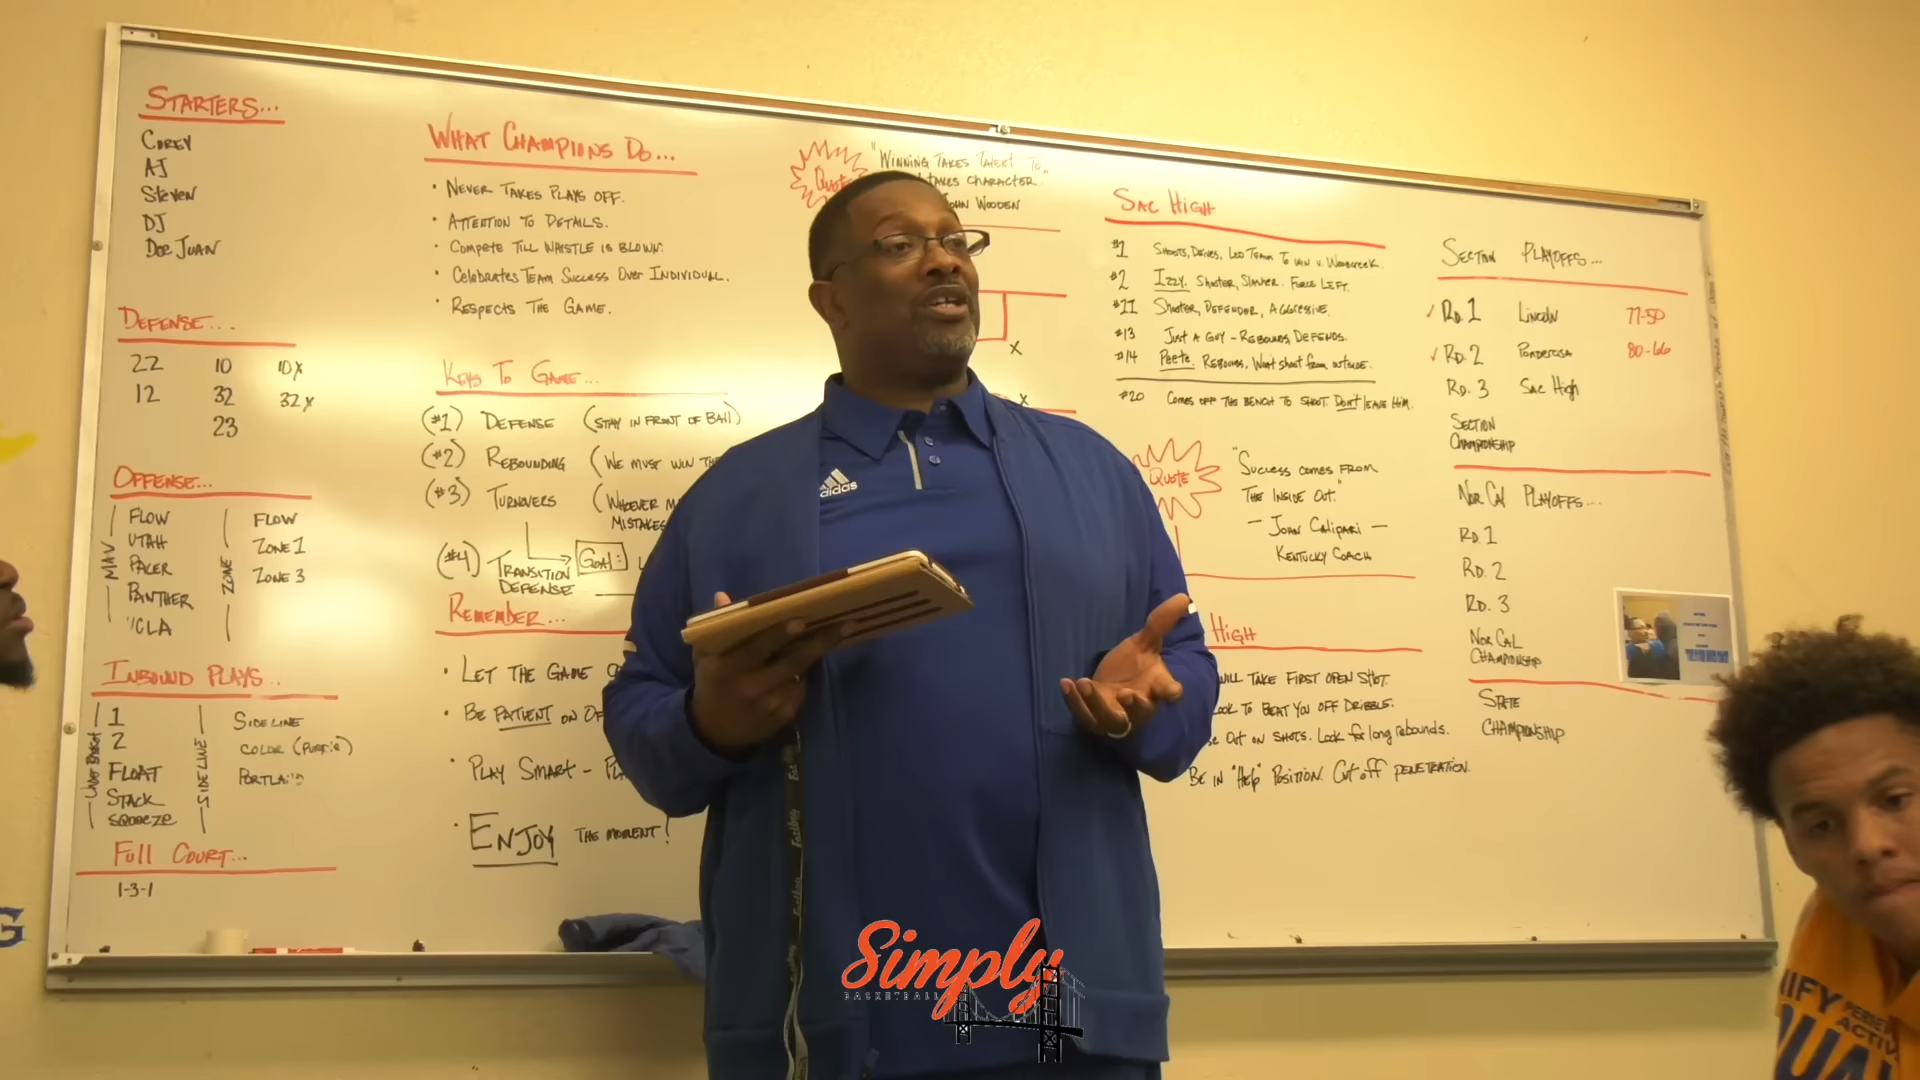 STARTERS...
COREY
AJ
STEVEN
DJ
DOE JUAN
DEFENSE...
22 10 10x
12 32 32x
23
OFFENSE...
MAN
FLOW
UTAH
PACER
PANTHER
UCLA
ZONE
FLOW
ZONE 1
ZONE 3
INBOUND PLAYS..
UNDER BASKET
1
2
FLOAT
STACK
SQUEEZE
SIDELINE
SIDELINE
COLOR (PURPLE)
FULL COURT...
1-3-1
WHAT CHAMPIONS DO...
• NEVER TAKES PLAYS OFF.
• ATTENTION TO DETAILS.
• COMPETE TILL WHISTLE IS BLOWN.
• CELEBRATES TEAM SUCCESS OVER INDIVIDUAL.
• RESPECTS THE GAME.
KEYS TO GAME...
(#1) DEFENSE (STAY IN FRONT OF BALL)
(#2) REBOUNDING (WE MUST WIN
(#3) TURNOVERS (WHOEVER
MISTAKES
(#4) TRANSITION DEFENSE
GOAL:
REMEMBER...
• LET THE GAME
• BE PATIENT ON
• PLAY SMART -
• ENJOY THE MOMENT!
QUOTE
"WINNING TAKES TALENT TO
TAKES CHARACTER."
JOHN WOODEN
x
x
SAC HIGH
#1 SHOOTS, DRIVES, LED TEAM TO WIN V. WOODCREEK.
#2 IZZY. SHOOTER, SLASHER. FORCE LEFT.
#11 SHOOTER, DEFENDER, AGGRESSIVE.
#13 JUST A GUY - REBOUNDS, DEFENDS.
#14 PEETE. REBOUNDS, WON'T SHOOT FROM OUTSIDE.
#20 COMES OFF THE BENCH TO SHOOT. DON'T LEAVE HIM.
QUOTE
"SUCCESS COMES FROM
THE INSIDE OUT."
- JOHN CALIPARI -
KENTUCKY COACH
HIGH
WILL TAKE FIRST OPEN SHOT.
LOOK TO BEAT YOU OFF DRIBBLE.
OUT ON SHOTS. LOOK FOR LONG REBOUNDS.
BE IN "HELP" POSITION. CUT OFF PENETRATION.
SECTION PLAYOFFS...
✓ RD. 1 LINCOLN 77-50
✓ RD. 2 PONDEROSA 80-66
RD. 3 SAC HIGH
SECTION
CHAMPIONSHIP
NOR CAL PLAYOFFS...
RD. 1
RD. 2
RD. 3
NOR CAL
CHAMPIONSHIP
STATE
CHAMPIONSHIP
adidas
Simply
BASKETBALL
G